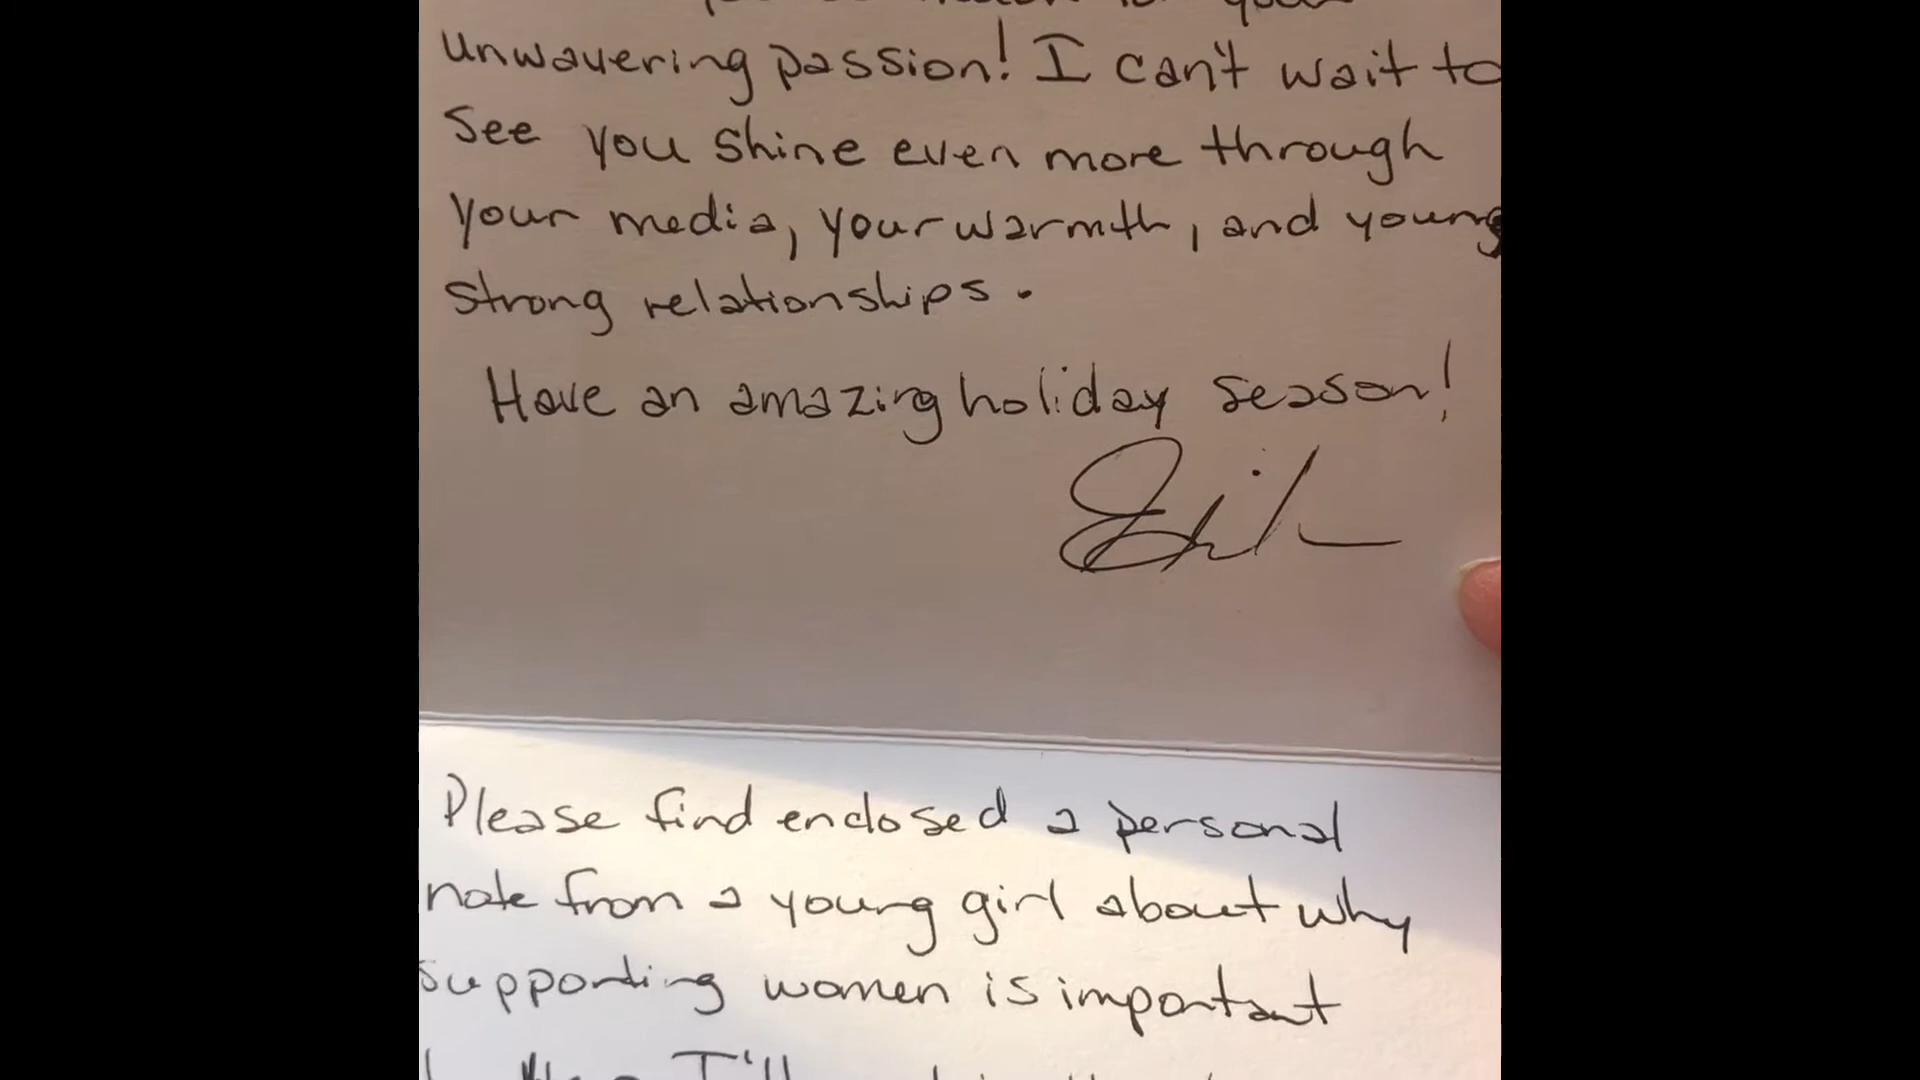 unwavering passion! I can't wait to
see you shine even more through
your media, your warmth, and young
strong relationships.
Have an amazing holiday season!
Please find enclosed a personal
note from a young girl about why
supporting women is important
I'll